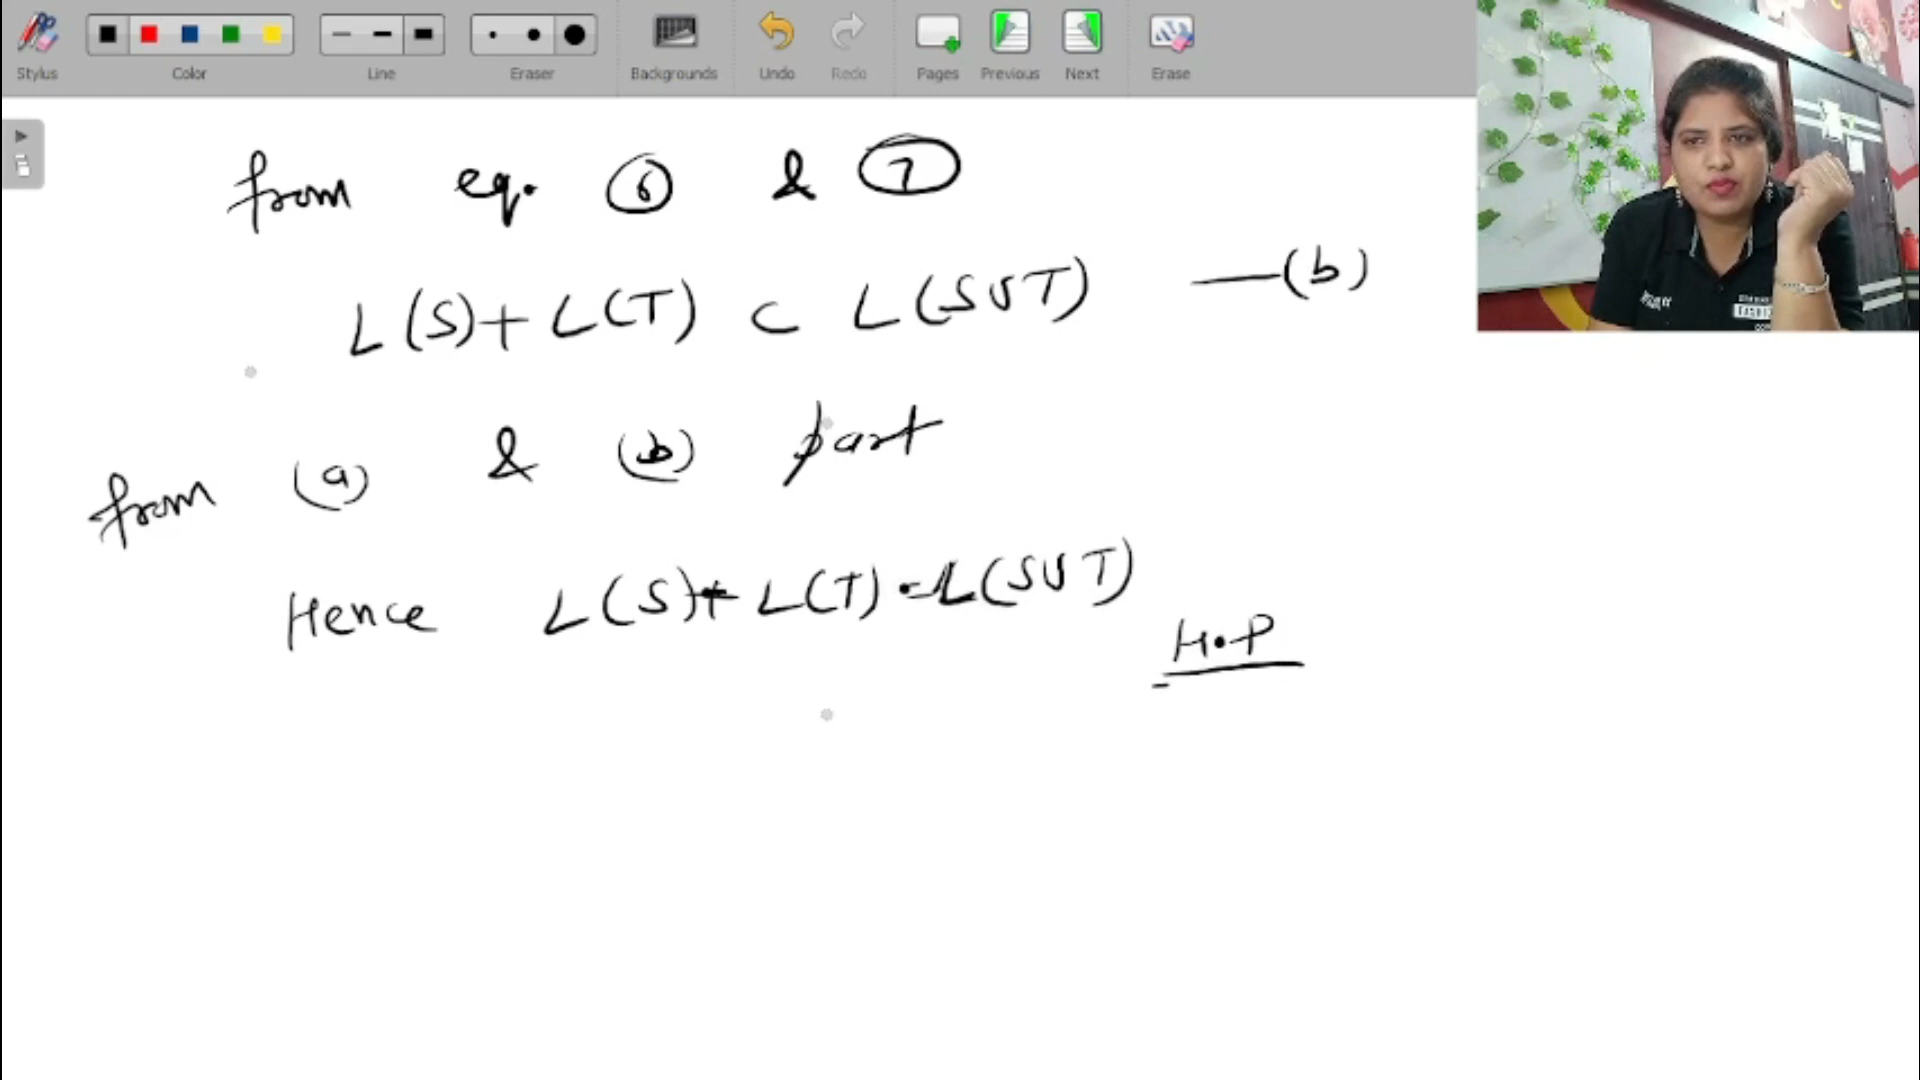 Stylus Color Line Eraser Backgrounds Undo Redo Pages Previous Next Erase
from eq. ⑥ & ⑦
L(S)+L(T) ⊂ L(S∪T) —(b)
from (a) & (b) part
Hence L(S)+L(T)=L(S∪T)
H.P